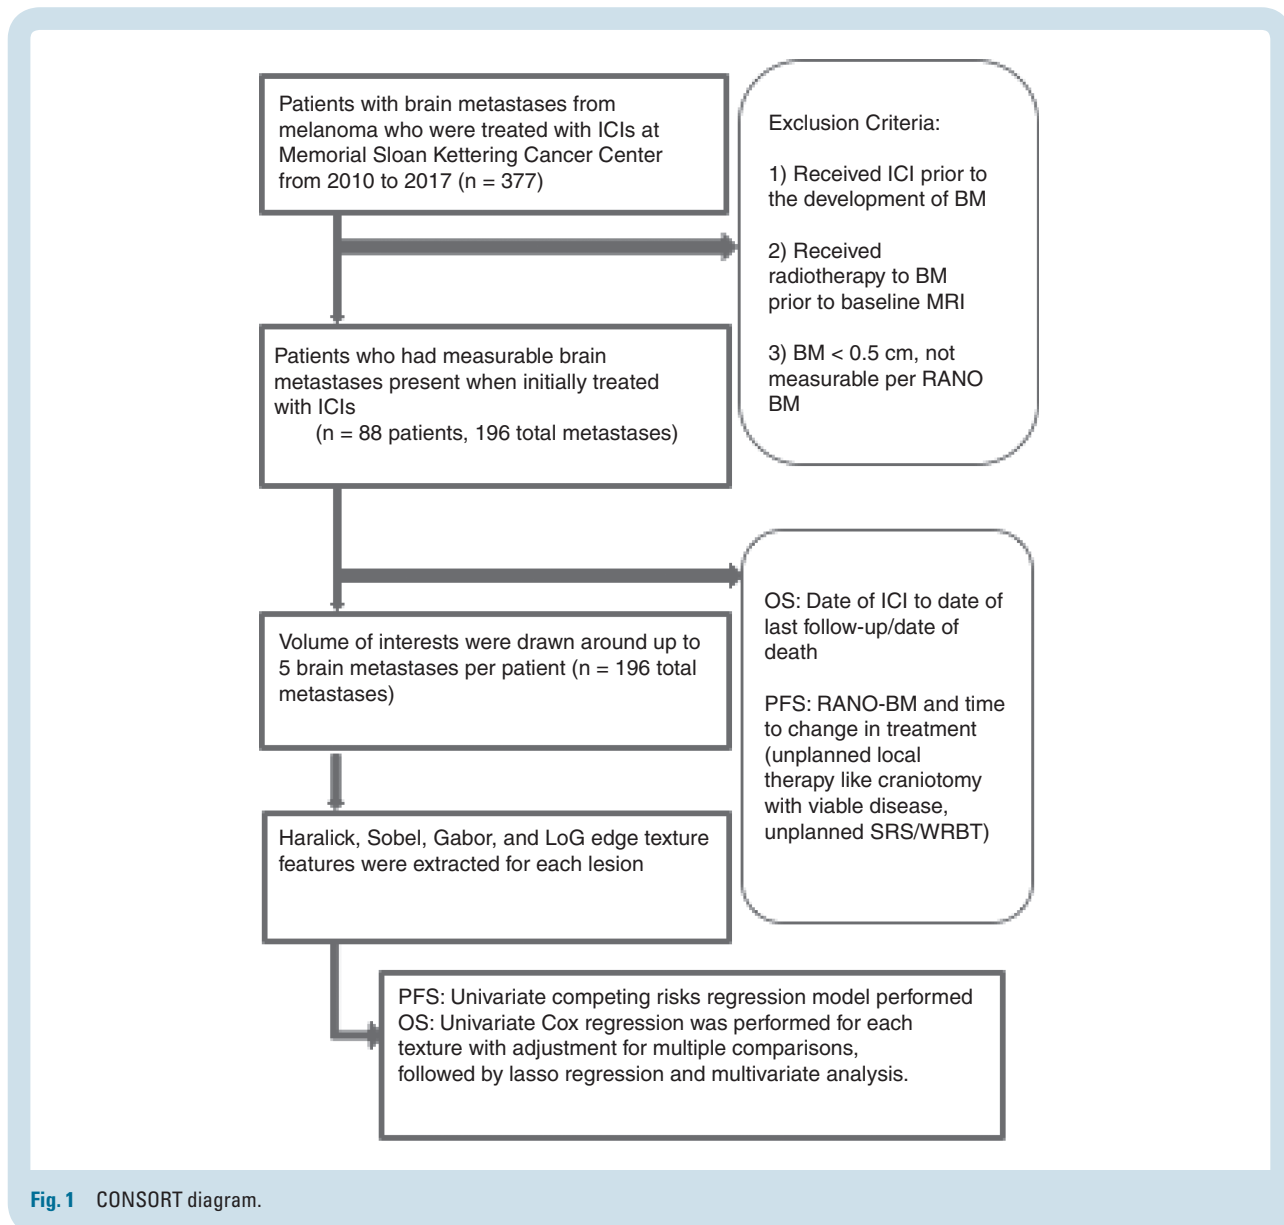 Patients with brain metastases from
melanoma who were treated with ICIs at
Memorial Sloan Kettering Cancer Center
from 2010 to 2017 (n = 377)
Exclusion Criteria:
1) Received ICI prior to
the development of BM
2) Received
radiotherapy to BM
prior to baseline MRI
3) BM < 0.5 cm, not
measurable per RANO
BM
Patients who had measurable brain
metastases present when initially treated
with ICIs
(n = 88 patients, 196 total metastases)
OS: Date of ICI to date of
last follow-up/date of
death
PFS: RANO-BM and time
to change in treatment
(unplanned local
therapy like craniotomy
with viable disease,
unplanned SRS/WRBT)
Volume of interests were drawn around up to
5 brain metastases per patient (n = 196 total
metastases)
Haralick, Sobel, Gabor, and LoG edge texture
features were extracted for each lesion
PFS: Univariate competing risks regression model performed
OS: Univariate Cox regression was performed for each
texture with adjustment for multiple comparisons,
followed by lasso regression and multivariate analysis.
Fig. 1 CONSORT diagram.